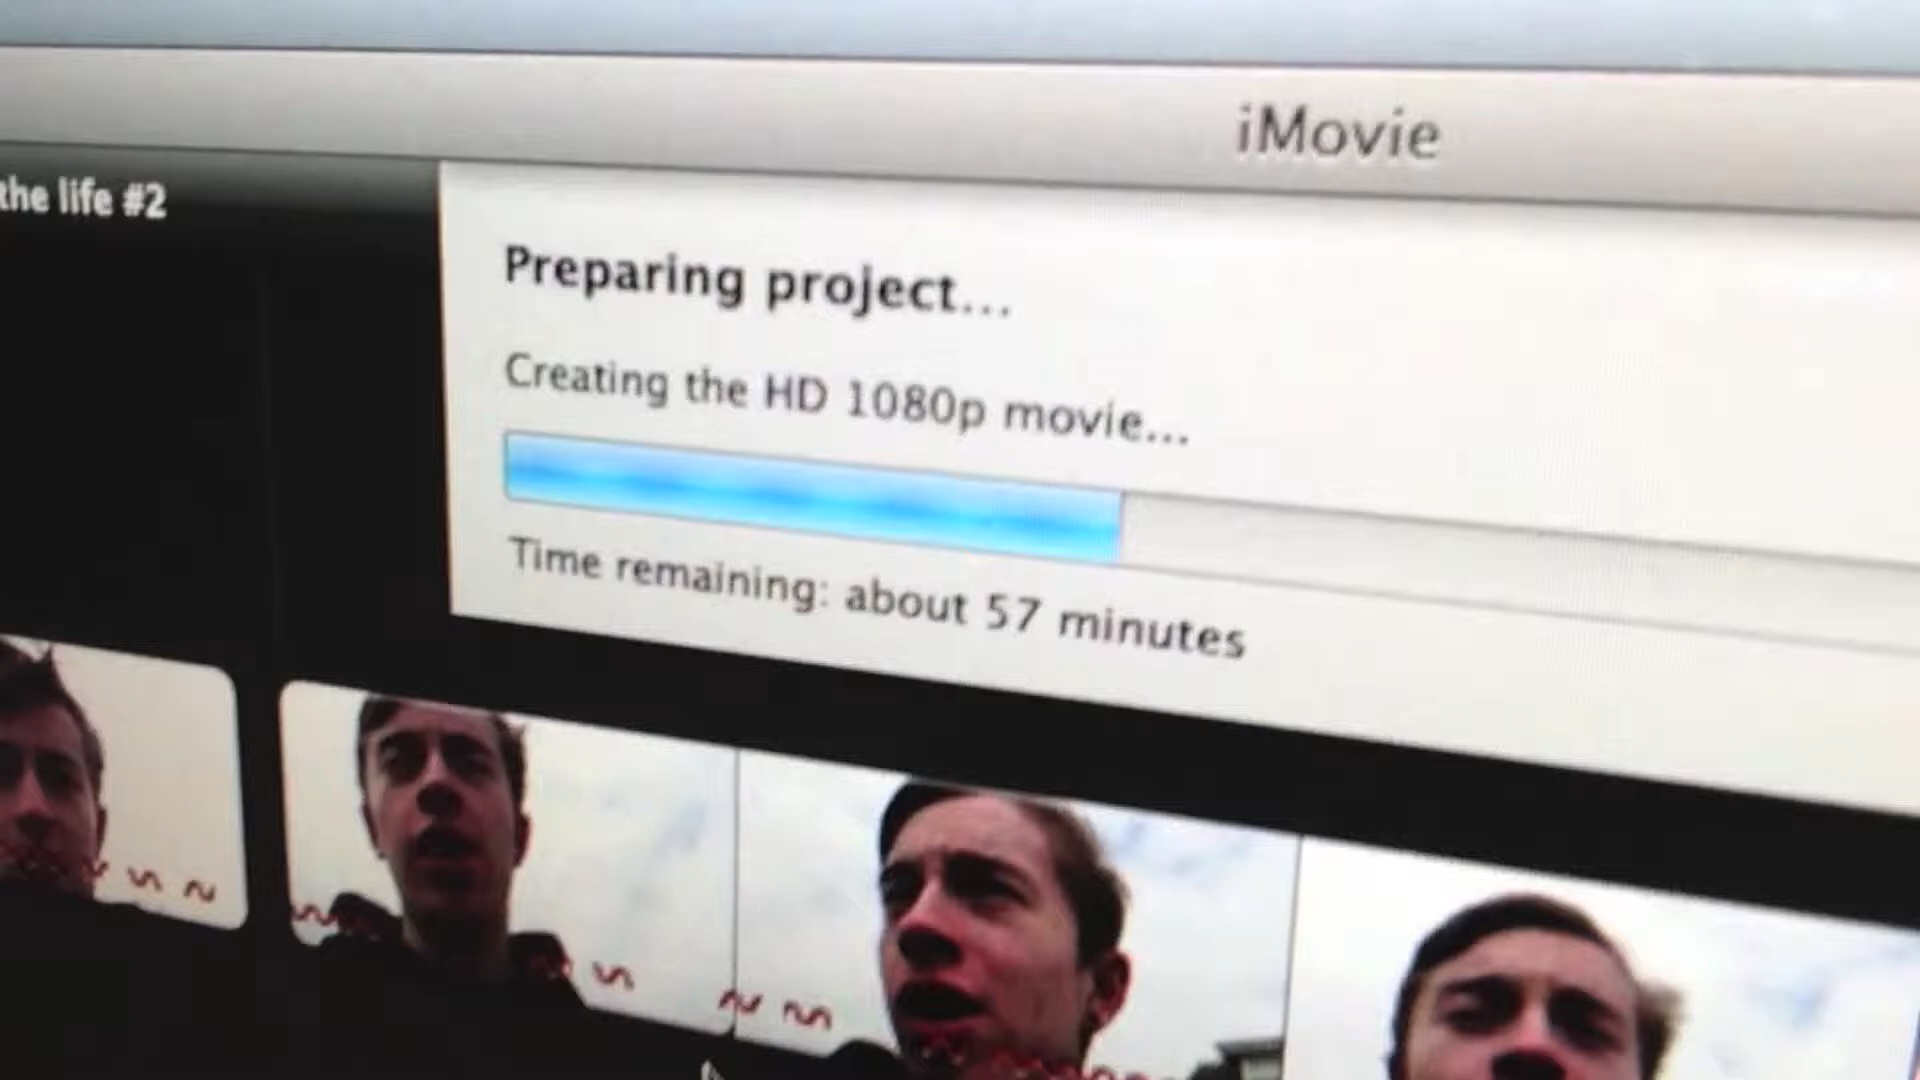 iMovie
the life #2
Preparing project...
Creating the HD 1080p movie...
Time remaining: about 57 minutes